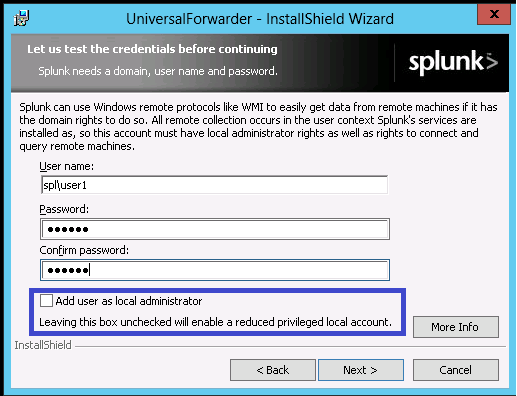 UniversalForwarder - InstallShield Wizard
x
Let us test the credentials before continuing
Splunk needs a domain, user name and password.
splunk>
Splunk can use Windows remote protocols like WMI to easily get data from remote machines if it has
the domain rights to do so. All remote collection occurs in the user context Splunk's services are
installed as, so this account must have local administrator rights as well as rights to connect and
query remote machines.
User name:
spl\user1
Password:
●●●●●●
Confirm password:
●●●●●●
Add user as local administrator
Leaving this box unchecked will enable a reduced privileged local account.
More Info
InstallShield
< Back
Next >
Cancel